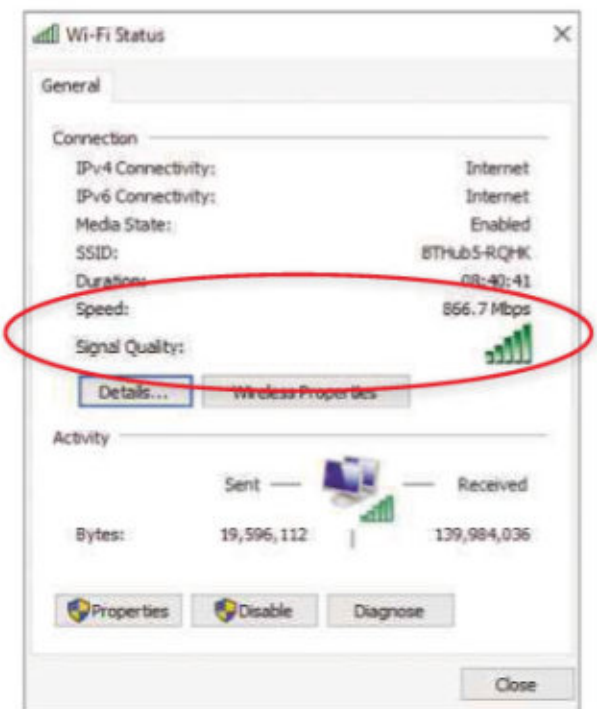 Wi-Fi Status
General
Connection
IPv4 Connectivity: Internet
IPv6 Connectivity: Internet
Media State: Enabled
SSID: BTHub5-RQHK
Duration: 08:40:41
Speed: 866.7 Mbps
Signal Quality:
Details... Wireless Properties
Activity
Sent — — Received
Bytes: 19,596,112 139,984,036
Properties Disable Diagnose
Close